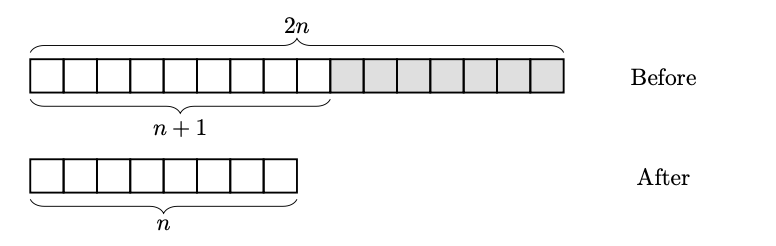 2n
Before
n + 1
After
n